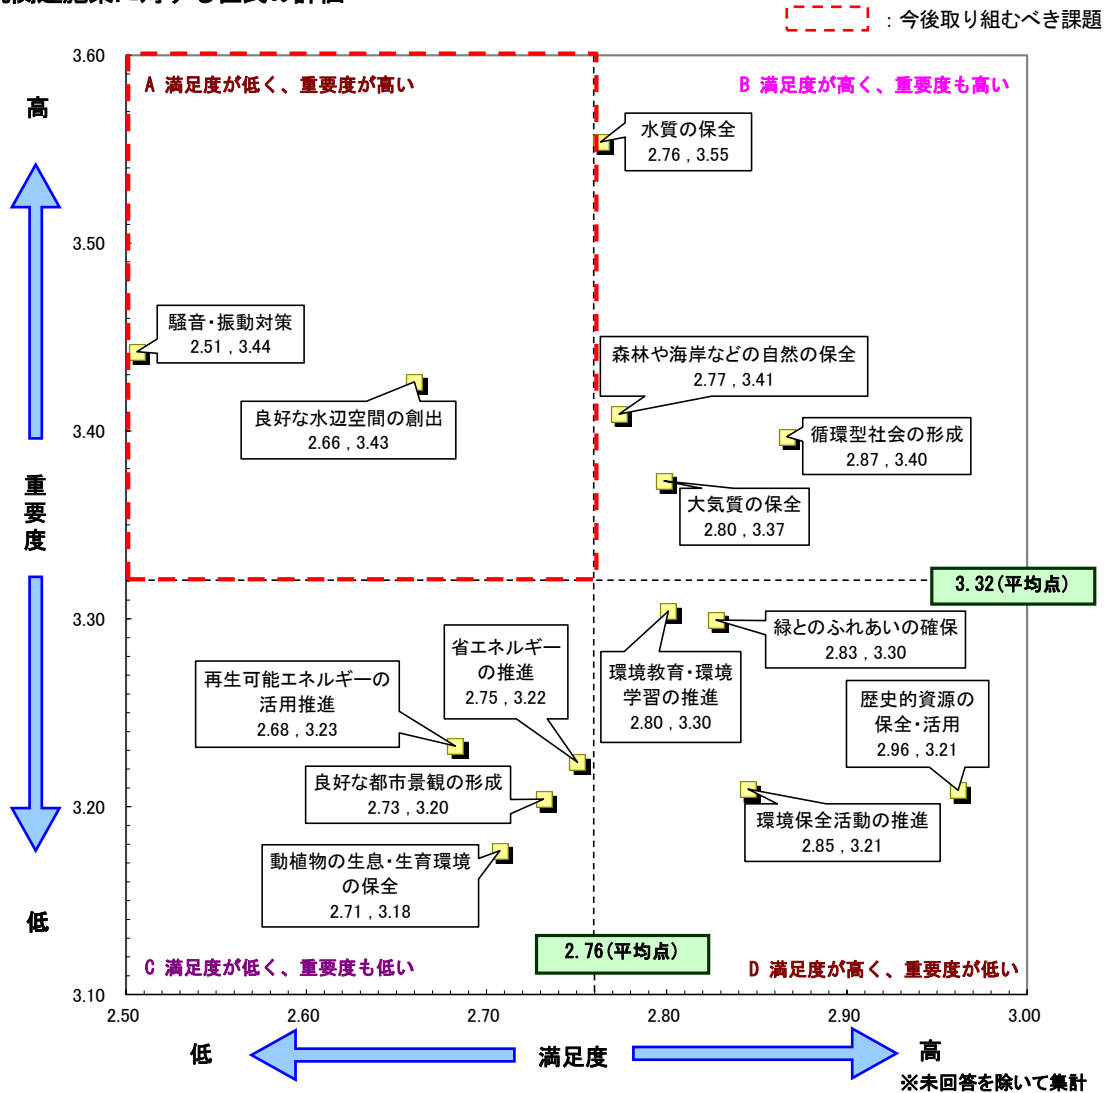 ：今後取り組むべき課題
3.60
A 満足度が低く、重要度が高い
B 満足度が高く、重要度も高い
高
水質の保全
2.76 , 3.55
3.50
騒音・振動対策
2.51 , 3.44
森林や海岸などの自然の保全
2.77 , 3.41
良好な水辺空間の創出
2.66 , 3.43
3.40
循環型社会の形成
2.87 , 3.40
重要度
大気質の保全
2.80 , 3.37
3.32(平均点)
3.30
緑とのふれあいの確保
2.83 , 3.30
省エネルギー
の推進
2.75 , 3.22
環境教育・環境
学習の推進
2.80 , 3.30
再生可能エネルギーの
活用推進
2.68 , 3.23
歴史的資源の
保全・活用
2.96 , 3.21
良好な都市景観の形成
2.73 , 3.20
3.20
環境保全活動の推進
2.85 , 3.21
動植物の生息・生育環境
の保全
2.71 , 3.18
低
2.76(平均点)
C 満足度が低く、重要度も低い
D 満足度が高く、重要度が低い
3.10
2.50
2.60
2.70
2.80
2.90
3.00
低
満足度
高
※未回答を除いて集計